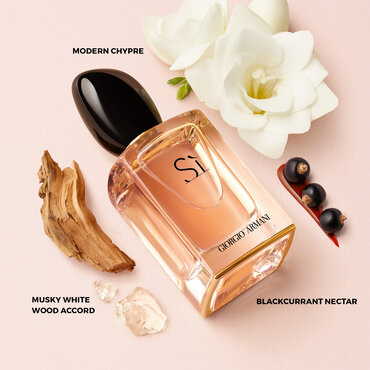 MODERN CHYPRE
Sì
GIORGIO ARMANI
MUSKY WHITE
WOOD ACCORD
BLACKCURRANT NECTAR